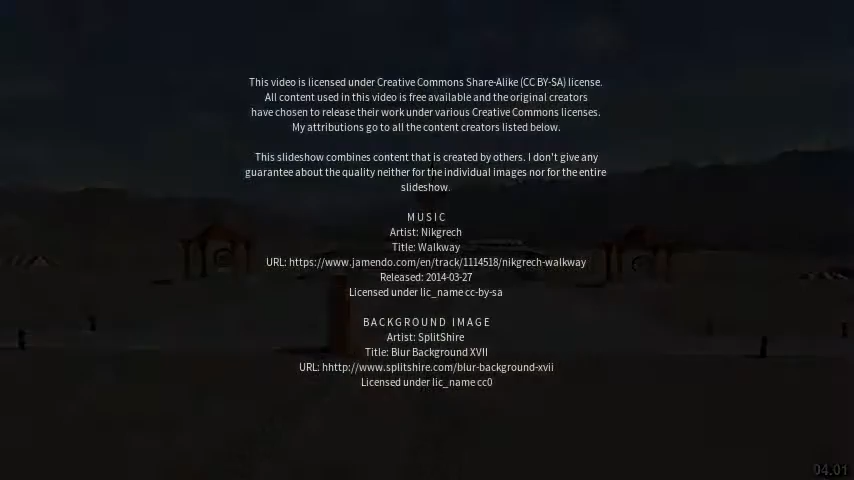 This video is licensed under Creative Commons Share-Alike (CC BY-SA) license.
All content used in this video is free available and the original creators
have chosen to release their work under various Creative Commons licenses.
My attributions go to all the content creators listed below.
This slideshow combines content that is created by others. I don't give any
guarantee about the quality neither for the individual images nor for the entire
slideshow.
MUSIC
Artist: Nikgrech
Title: Walkway
URL: https://www.jamendo.com/en/track/1114518/nikgrech-walkway
Released: 2014-03-27
Licensed under lic_name cc-by-sa
BACKGROUND IMAGE
Artist: SplitShire
Title: Blur Background XVII
URL: hhttp://www.splitshire.com/blur-background-xvii
Licensed under lic_name cc0
04.01